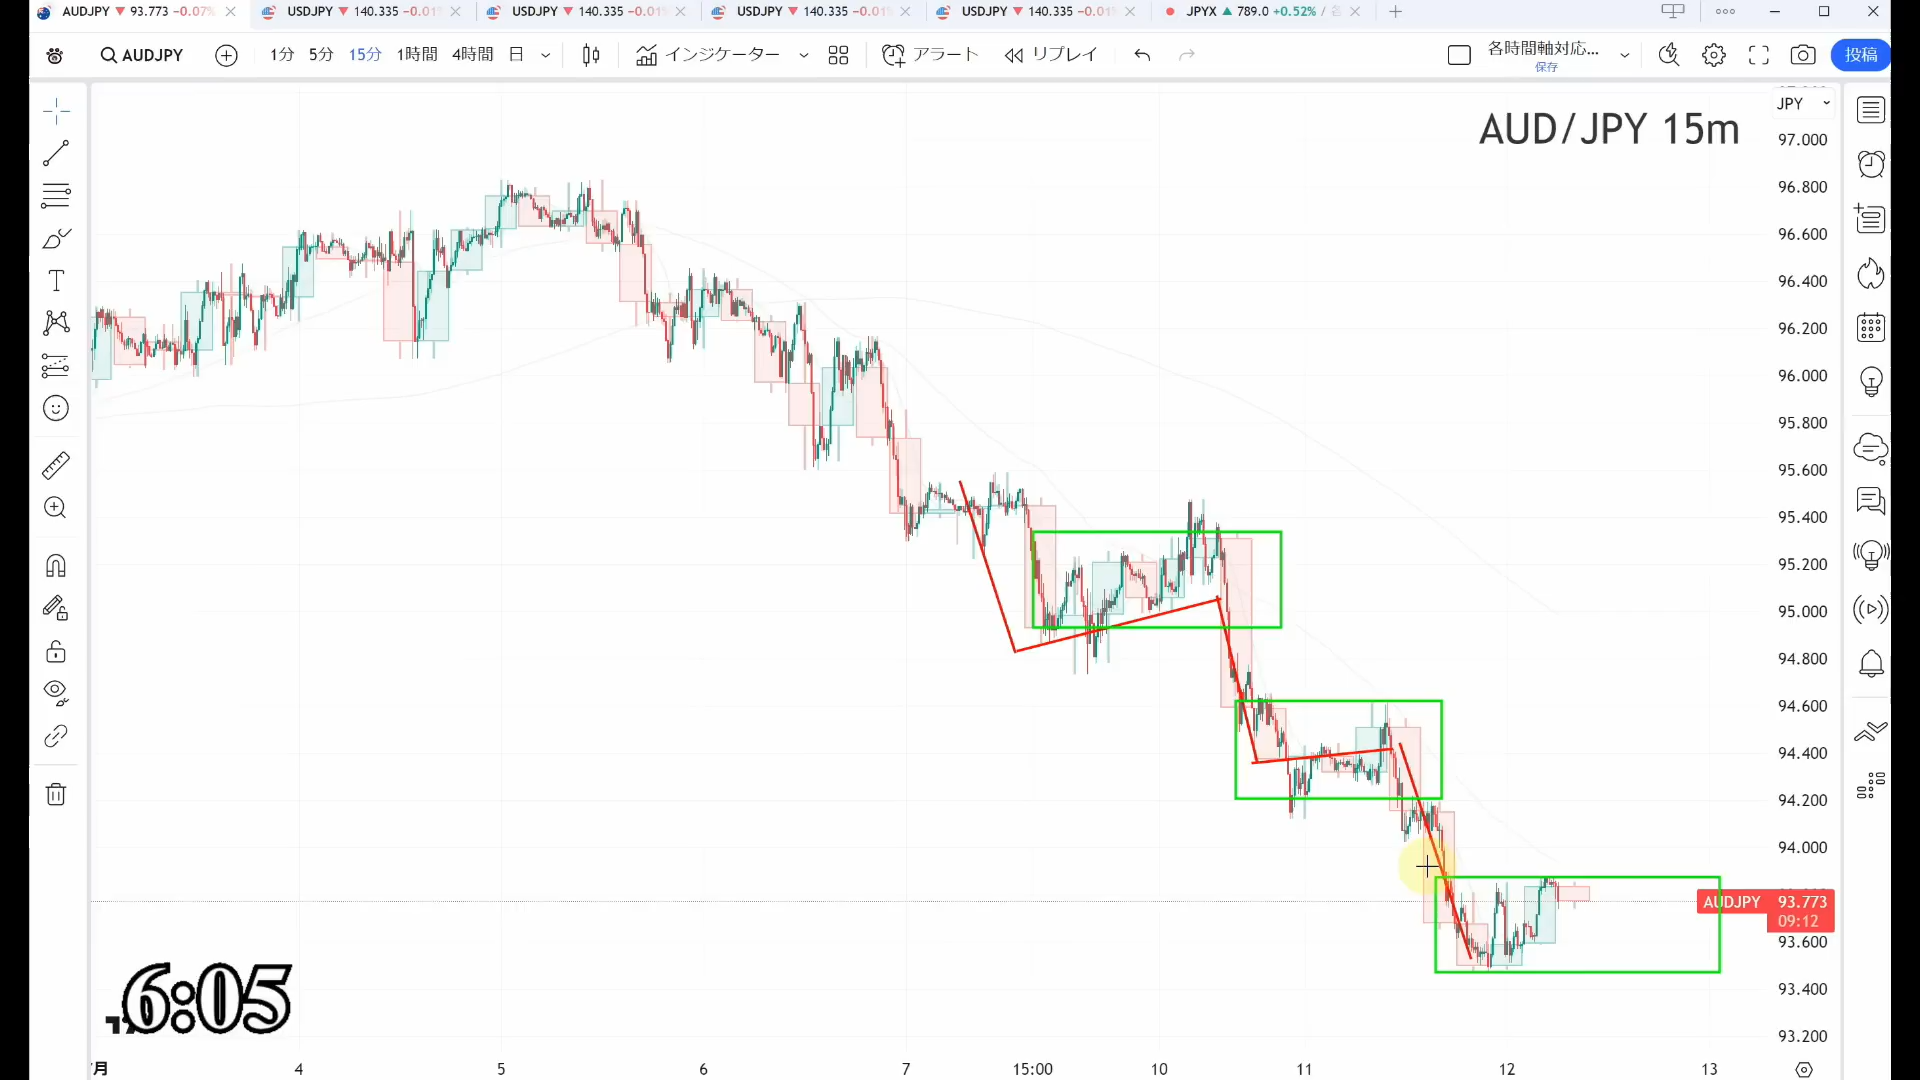 AUDJPY ▼ 93.773 −0.07%
USDJPY ▼ 140.335 −0.01%
USDJPY ▼ 140.335 −0.01%
USDJPY ▼ 140.335 −0.01%
USDJPY ▼ 140.335 −0.01%
JPYX ▲ 789.0 +0.52% /
AUDJPY 1分 5分 15分 1時間 4時間 日 インジケーター アラート リプレイ 各時間軸対応... 投稿
保存
JPY
AUD/JPY 15m
97.000
96.800
96.600
96.400
96.200
96.000
95.800
95.600
95.400
95.200
95.000
94.800
94.600
94.400
94.200
94.000
AUDJPY 93.773
09:12
93.600
93.400
93.200
6:05
月 4 5 6 7 15:00 10 11 12 13